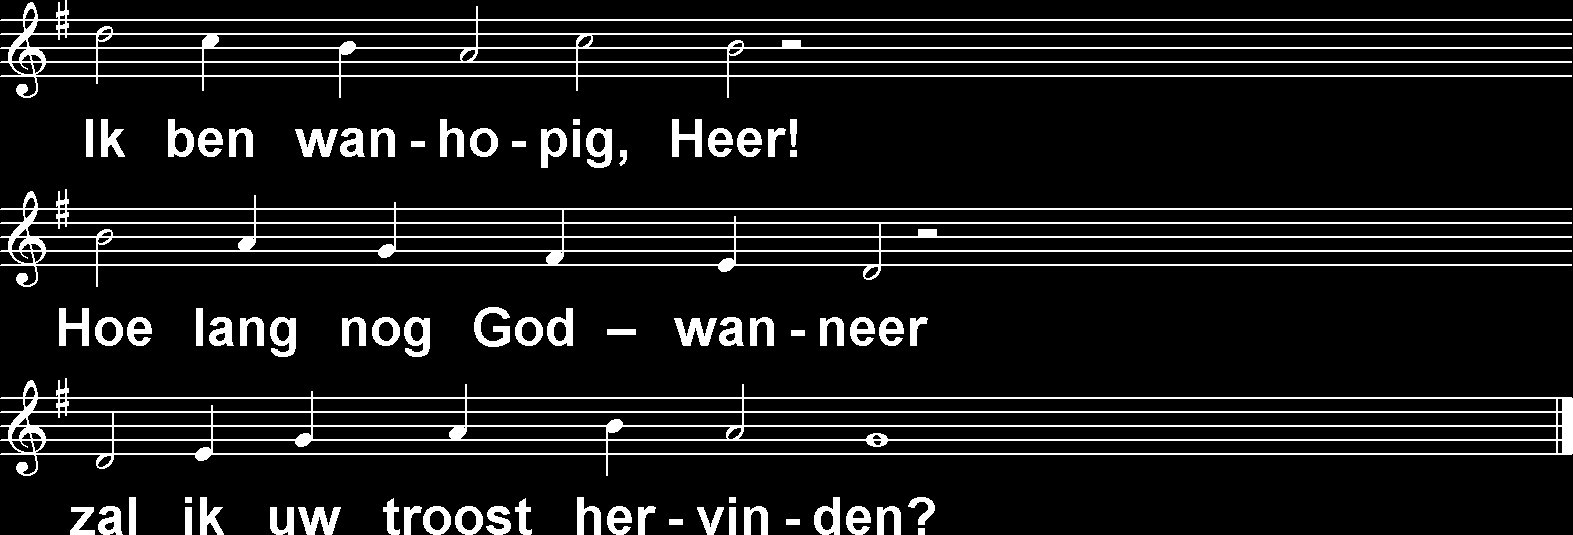 Ik ben wan-ho-pig, Heer!
Hoe lang nog God – wan-neer
zal ik uw troost her-vin-den?